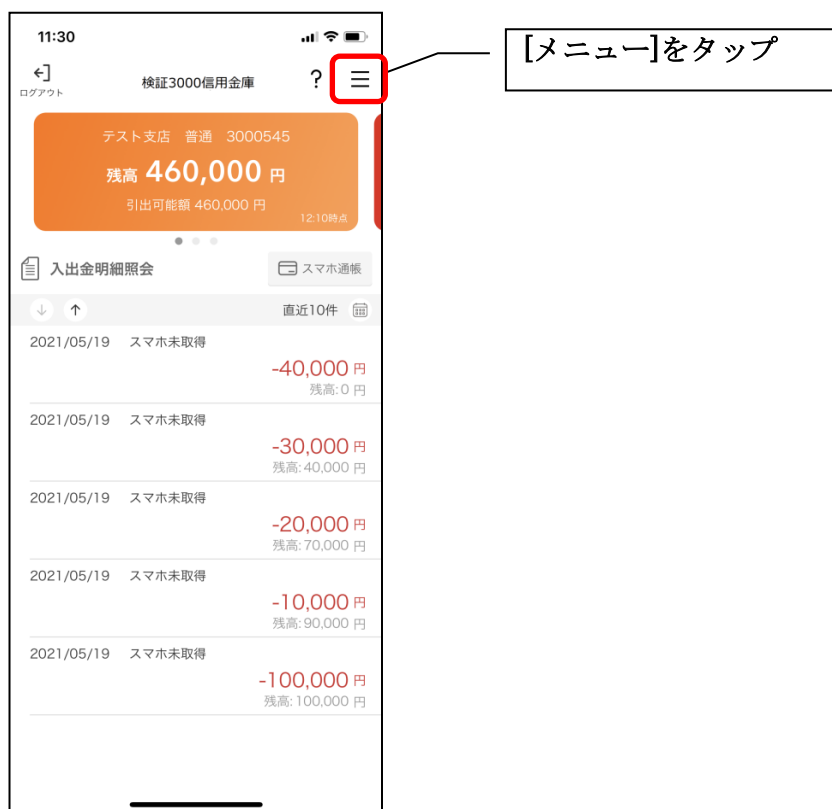 11:30
[メニュー]をタップ
ログアウト
検証3000信用金庫
?
テスト支店 普通 3000545
残高 460,000 円
引出可能額 460,000 円
12:10時点
入出金明細照会
スマホ通帳
↓ ↑ 直近10件
2021/05/19 スマホ未取得
-40,000 円
残高:0 円
2021/05/19 スマホ未取得
-30,000 円
残高:40,000 円
2021/05/19 スマホ未取得
-20,000 円
残高:70,000 円
2021/05/19 スマホ未取得
-10,000 円
残高:90,000 円
2021/05/19 スマホ未取得
-100,000 円
残高:100,000 円